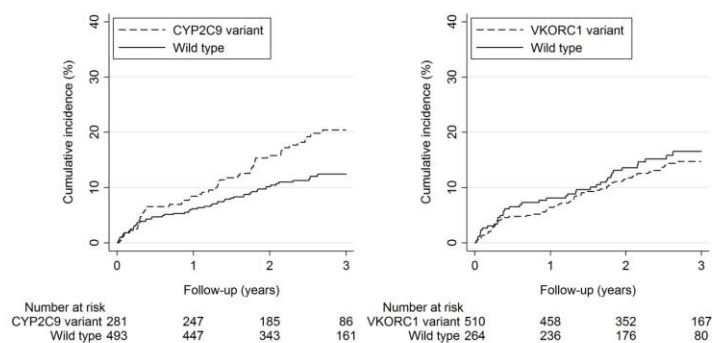 CYP2C9 variant
Wild type
Cumulative incidence (%)
40
30
20
10
0
0 1 2 3
Follow-up (years)
Number at risk
CYP2C9 variant 281 247 185 86
Wild type 493 447 343 161
VKORC1 variant
Wild type
Cumulative incidence (%)
40
30
20
10
0
0 1 2 3
Follow-up (years)
Number at risk
VKORC1 variant 510 458 352 167
Wild type 264 236 176 80